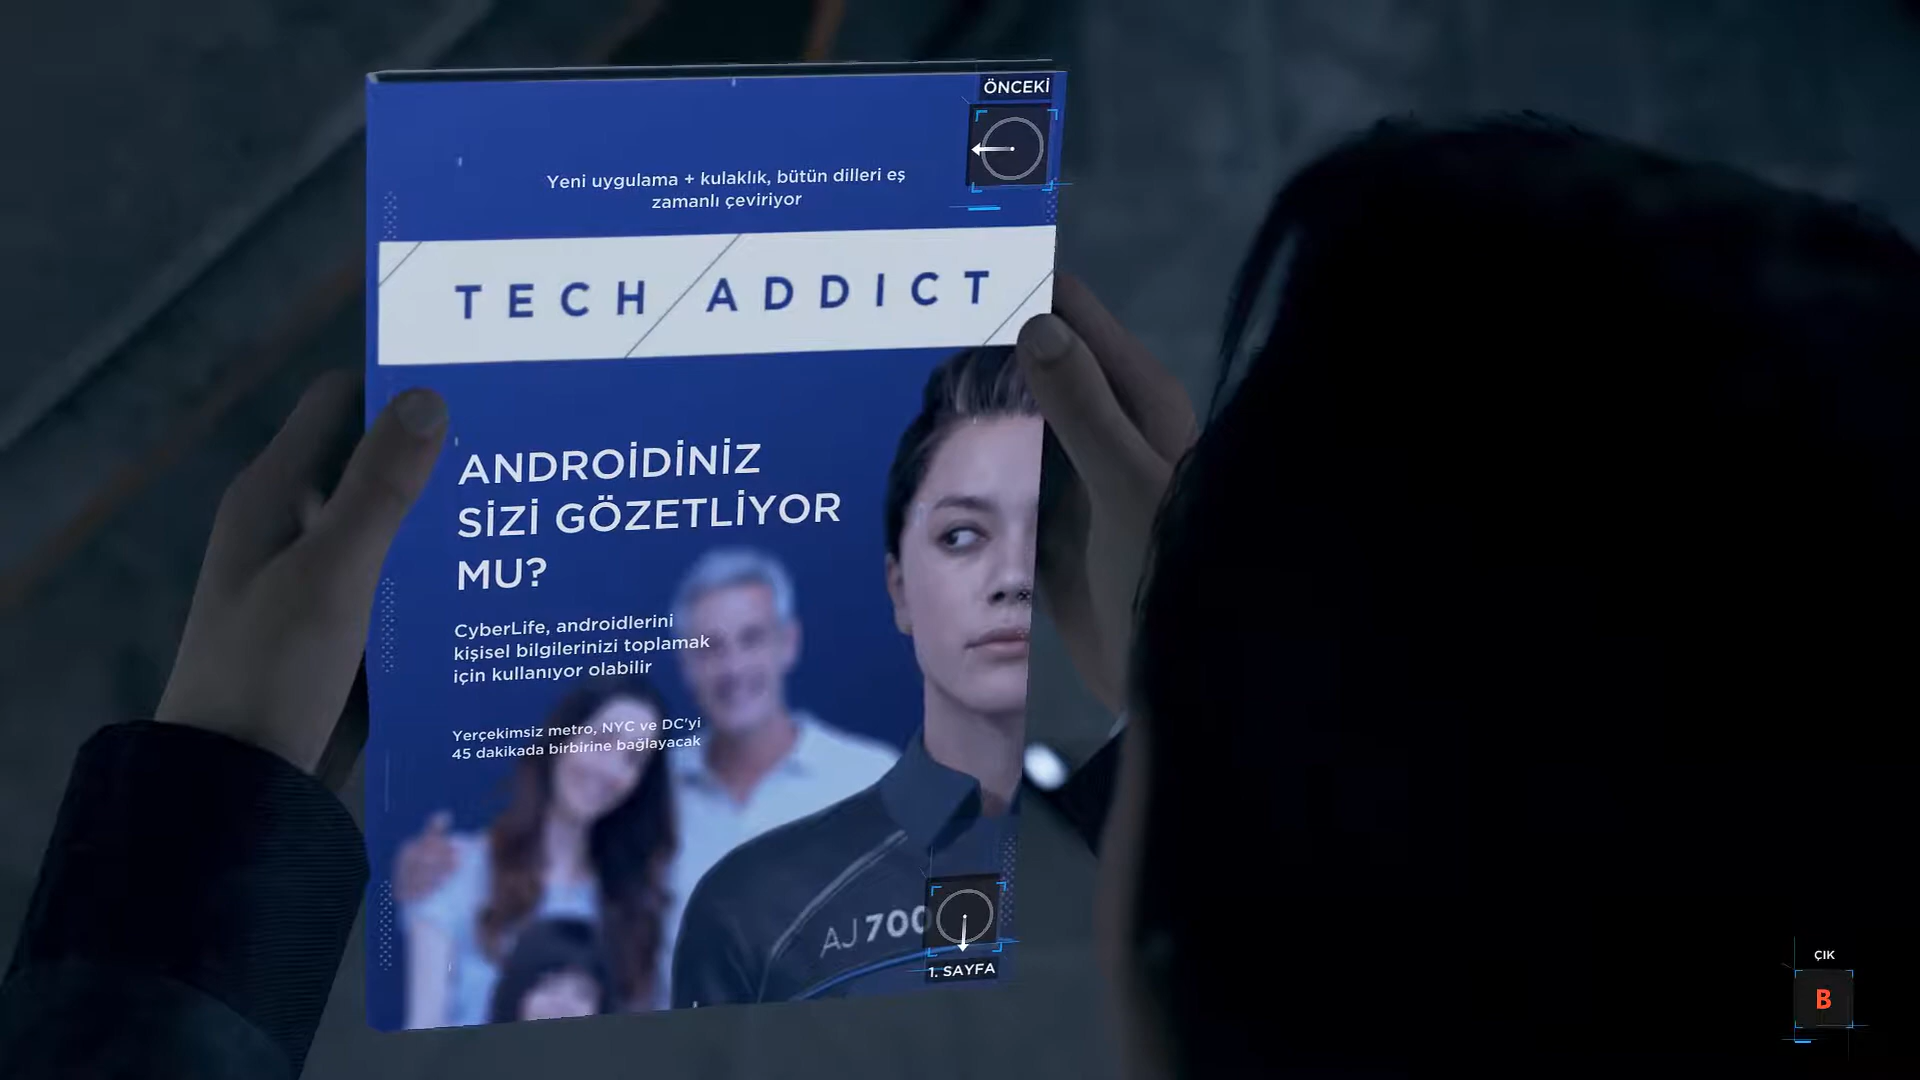 ÖNCEKİ
Yeni uygulama + kulaklık, bütün dilleri eş
zamanlı çeviriyor
TECH ADDICT
ANDROİDİNİZ
SİZİ GÖZETLİYOR
MU?
CyberLife, androidlerini
kişisel bilgilerinizi toplamak
için kullanıyor olabilir
Yerçekimsiz metro, NYC ve DC'yi
45 dakikada birbirine bağlayacak
AJ 700
1. SAYFA
ÇIK
B